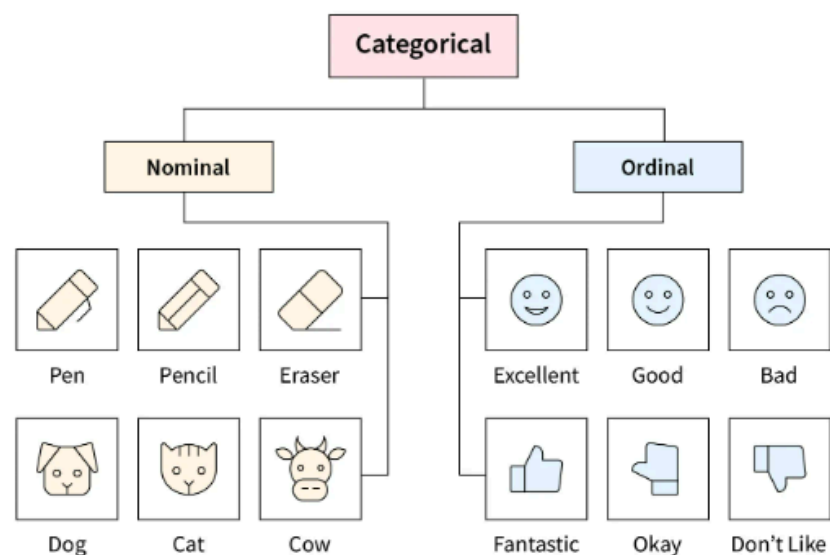 Categorical
Nominal
Ordinal
Pen
Pencil
Eraser
Excellent
Good
Bad
Dog
Cat
Cow
Fantastic
Okay
Don't Like